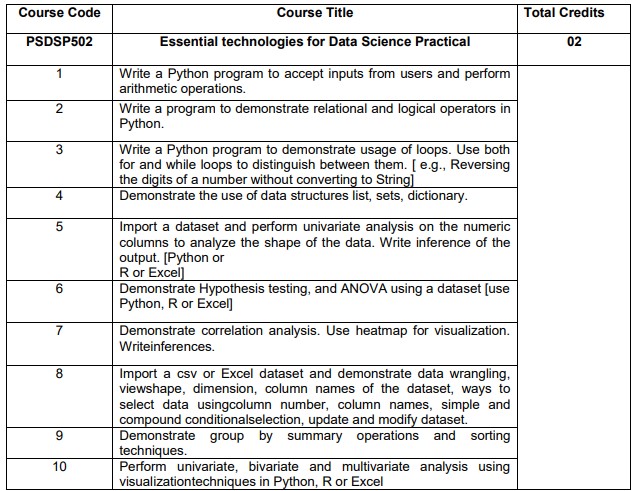 Course Code Course Title Total Credits
PSDSP502 Essential technologies for Data Science Practical 02
1 Write a Python program to accept inputs from users and perform
arithmetic operations.
2 Write a program to demonstrate relational and logical operators in
Python.
3 Write a Python program to demonstrate usage of loops. Use both
for and while loops to distinguish between them. [ e.g., Reversing
the digits of a number without converting to String]
4 Demonstrate the use of data structures list, sets, dictionary.
5 Import a dataset and perform univariate analysis on the numeric
columns to analyze the shape of the data. Write inference of the
output. [Python or
R or Excel]
6 Demonstrate Hypothesis testing, and ANOVA using a dataset [use
Python, R or Excel]
7 Demonstrate correlation analysis. Use heatmap for visualization.
Writeinferences.
8 Import a csv or Excel dataset and demonstrate data wrangling,
viewshape, dimension, column names of the dataset, ways to
select data usingcolumn number, column names, simple and
compound conditionalselection, update and modify dataset.
9 Demonstrate group by summary operations and sorting
techniques.
10 Perform univariate, bivariate and multivariate analysis using
visualizationtechniques in Python, R or Excel